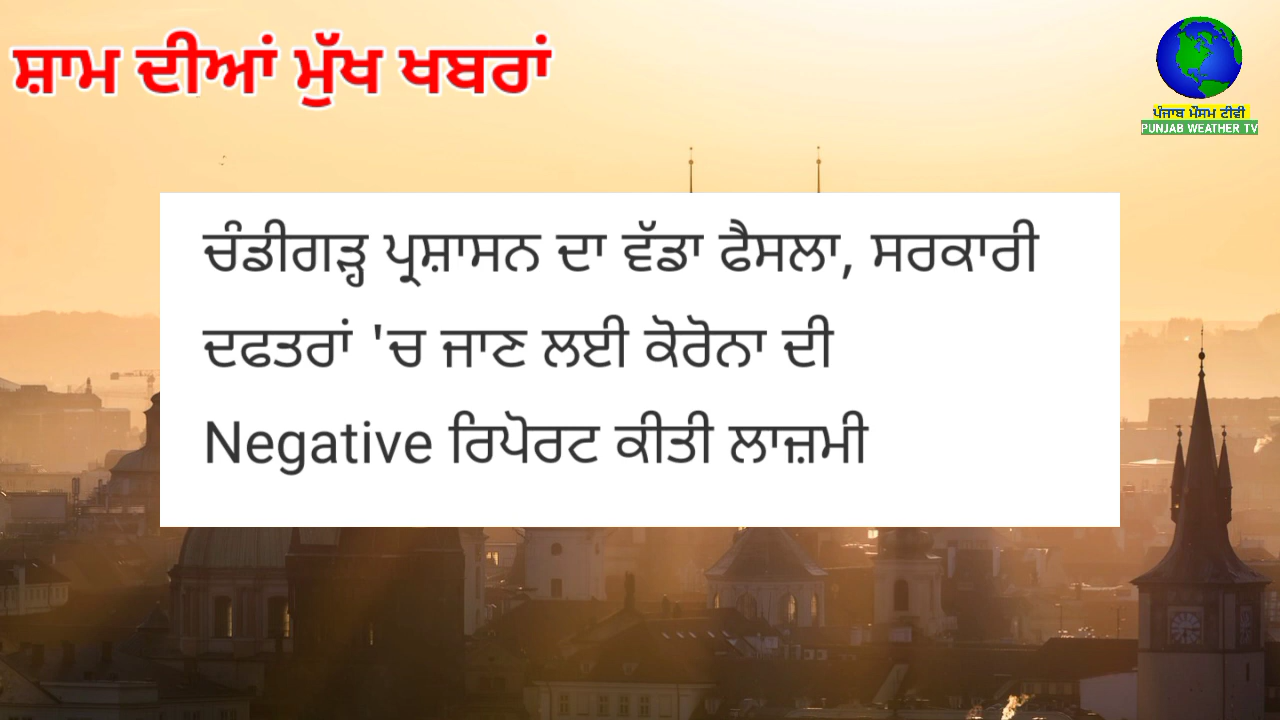 ਸ਼ਾਮ ਦੀਆਂ ਮੁੱਖ ਖਬਰਾਂ
ਪੰਜਾਬ ਮੌਸਮ ਟੀਵੀ
PUNJAB WEATHER TV
ਚੰਡੀਗੜ੍ਹ ਪ੍ਰਸ਼ਾਸਨ ਦਾ ਵੱਡਾ ਫੈਸਲਾ, ਸਰਕਾਰੀ
ਦਫਤਰਾਂ 'ਚ ਜਾਣ ਲਈ ਕੋਰੋਨਾ ਦੀ
Negative ਰਿਪੋਰਟ ਕੀਤੀ ਲਾਜ਼ਮੀ